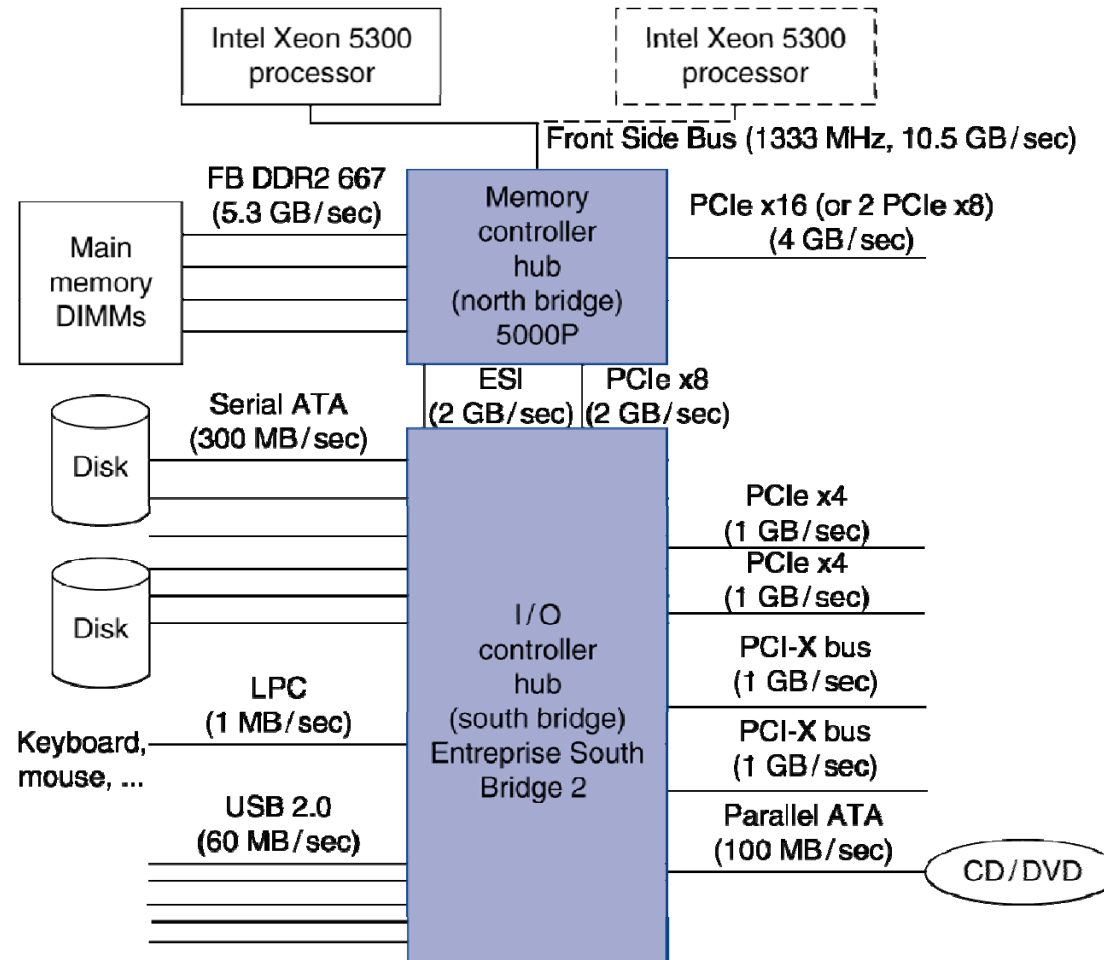 Intel Xeon 5300
processor
Intel Xeon 5300
processor
Front Side Bus (1333 MHz, 10.5 GB/sec)
FB DDR2 667
(5.3 GB/sec)
Main
memory
DIMMs
Memory
controller
hub
(north bridge)
5000P
PCIe x16 (or 2 PCIe x8)
(4 GB/sec)
ESI
(2 GB/sec)
PCIe x8
(2 GB/sec)
Serial ATA
(300 MB/sec)
Disk
Disk
LPC
(1 MB/sec)
Keyboard,
mouse, ...
USB 2.0
(60 MB/sec)
I/O
controller
hub
(south bridge)
Entreprise South
Bridge 2
PCIe x4
(1 GB/sec)
PCIe x4
(1 GB/sec)
PCI-X bus
(1 GB/sec)
PCI-X bus
(1 GB/sec)
Parallel ATA
(100 MB/sec)
CD/DVD